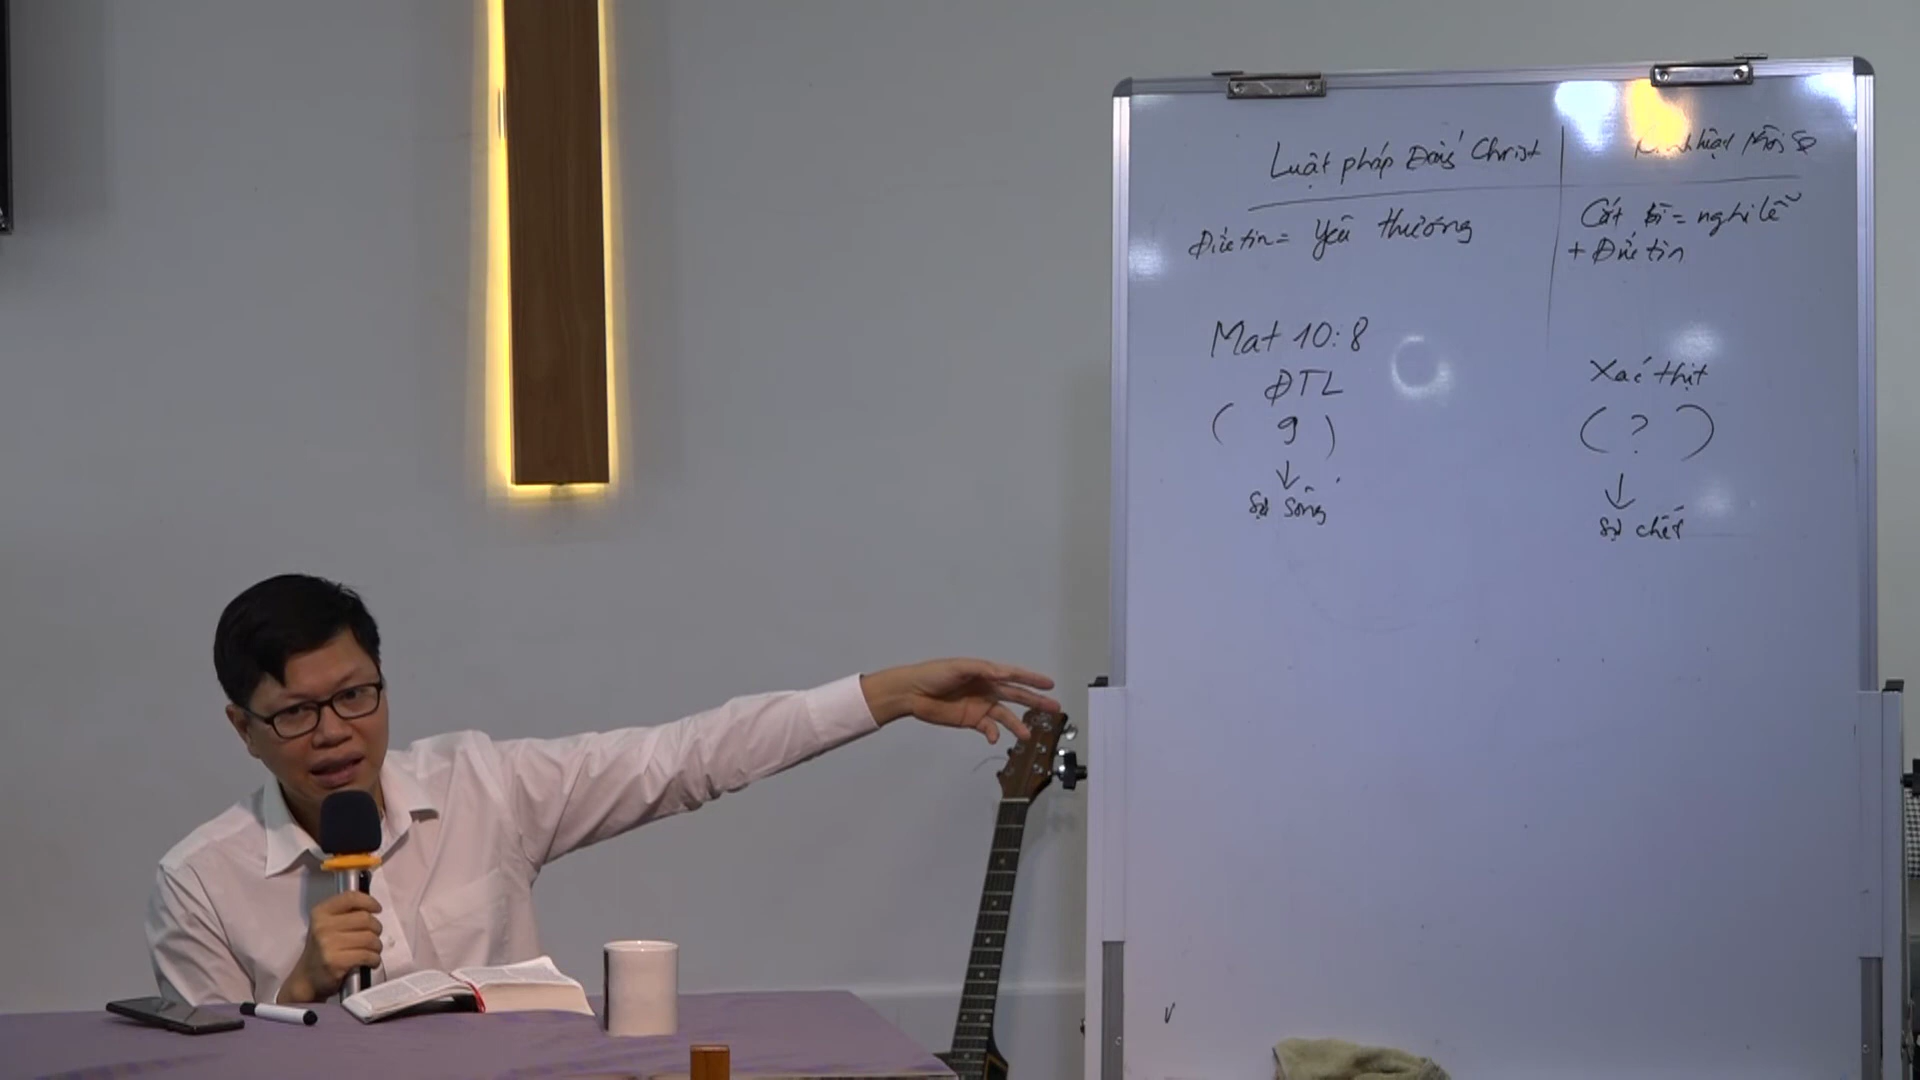 Luật pháp Đấng Christ
luật Môi Se
Đức tin = Yêu thương
Cắt bì = nghi lễ
+ Đức tin
Mat 10:8
ĐTL
( 9 )
↓
sự sống
Xác thịt
( ? )
↓
sự chết